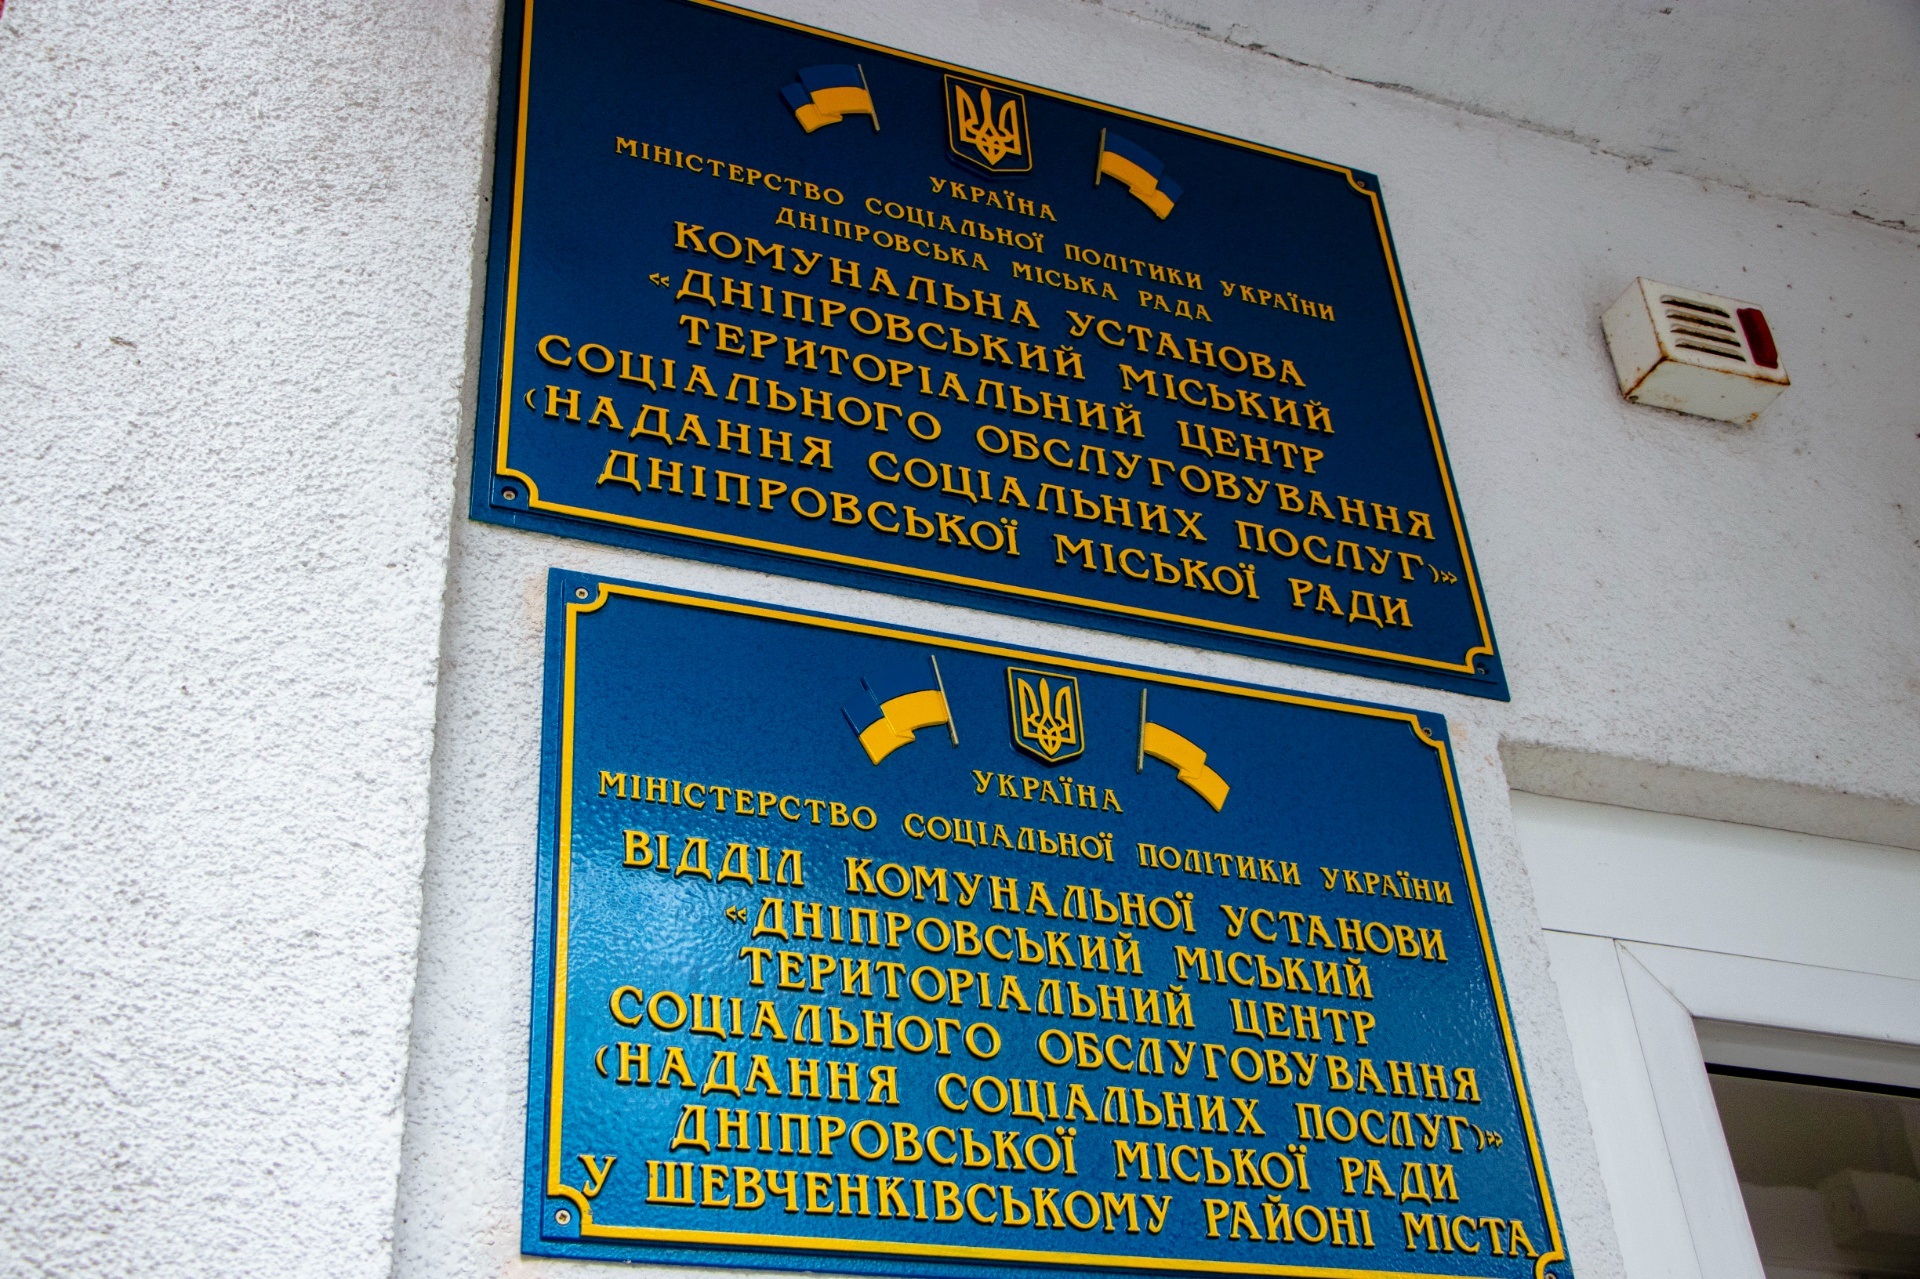 УКРАЇНА
МІНІСТЕРСТВО СОЦІАЛЬНОЇ ПОЛІТИКИ УКРАЇНИ
ДНІПРОВСЬКА МІСЬКА РАДА
КОМУНАЛЬНА УСТАНОВА
«ДНІПРОВСЬКИЙ МІСЬКИЙ
ТЕРИТОРІАЛЬНИЙ ЦЕНТР
СОЦІАЛЬНОГО ОБСЛУГОВУВАННЯ
(НАДАННЯ СОЦІАЛЬНИХ ПОСЛУГ)»
ДНІПРОВСЬКОЇ МІСЬКОЇ РАДИ
УКРАЇНА
МІНІСТЕРСТВО СОЦІАЛЬНОЇ ПОЛІТИКИ УКРАЇНИ
ВІДДІЛ КОМУНАЛЬНОЇ УСТАНОВИ
«ДНІПРОВСЬКИЙ МІСЬКИЙ
ТЕРИТОРІАЛЬНИЙ ЦЕНТР
СОЦІАЛЬНОГО ОБСЛУГОВУВАННЯ
(НАДАННЯ СОЦІАЛЬНИХ ПОСЛУГ)»
ДНІПРОВСЬКОЇ МІСЬКОЇ РАДИ
У ШЕВЧЕНКІВСЬКОМУ РАЙОНІ МІСТА